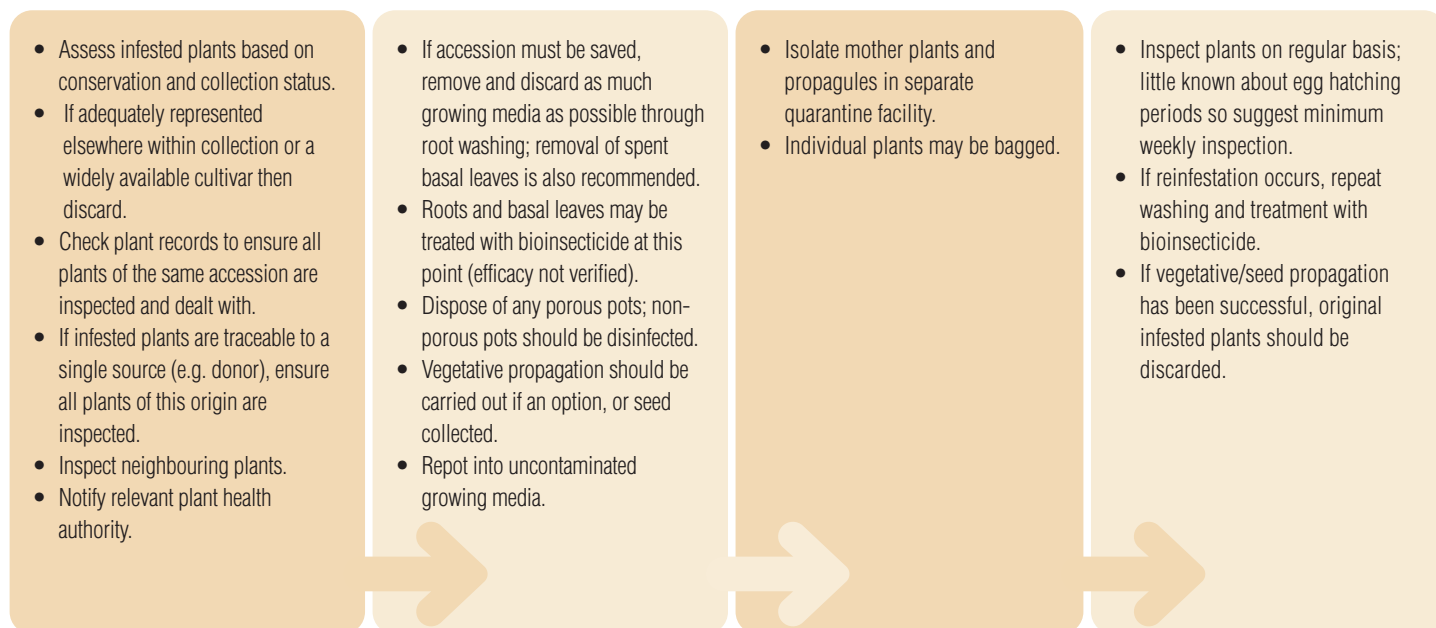 • Assess infested plants based on
conservation and collection status.
• If adequately represented
elsewhere within collection or a
widely available cultivar then
discard.
• Check plant records to ensure all
plants of the same accession are
inspected and dealt with.
• If infested plants are traceable to a
single source (e.g. donor), ensure
all plants of this origin are
inspected.
• Inspect neighbouring plants.
• Notify relevant plant health
authority.
• If accession must be saved,
remove and discard as much
growing media as possible through
root washing; removal of spent
basal leaves is also recommended.
• Roots and basal leaves may be
treated with bioinsecticide at this
point (efficacy not verified).
• Dispose of any porous pots; non-
porous pots should be disinfected.
• Vegetative propagation should be
carried out if an option, or seed
collected.
• Repot into uncontaminated
growing media.
• Isolate mother plants and
propagules in separate
quarantine facility.
• Individual plants may be bagged.
• Inspect plants on regular basis;
little known about egg hatching
periods so suggest minimum
weekly inspection.
• If reinfestation occurs, repeat
washing and treatment with
bioinsecticide.
• If vegetative/seed propagation
has been successful, original
infested plants should be
discarded.